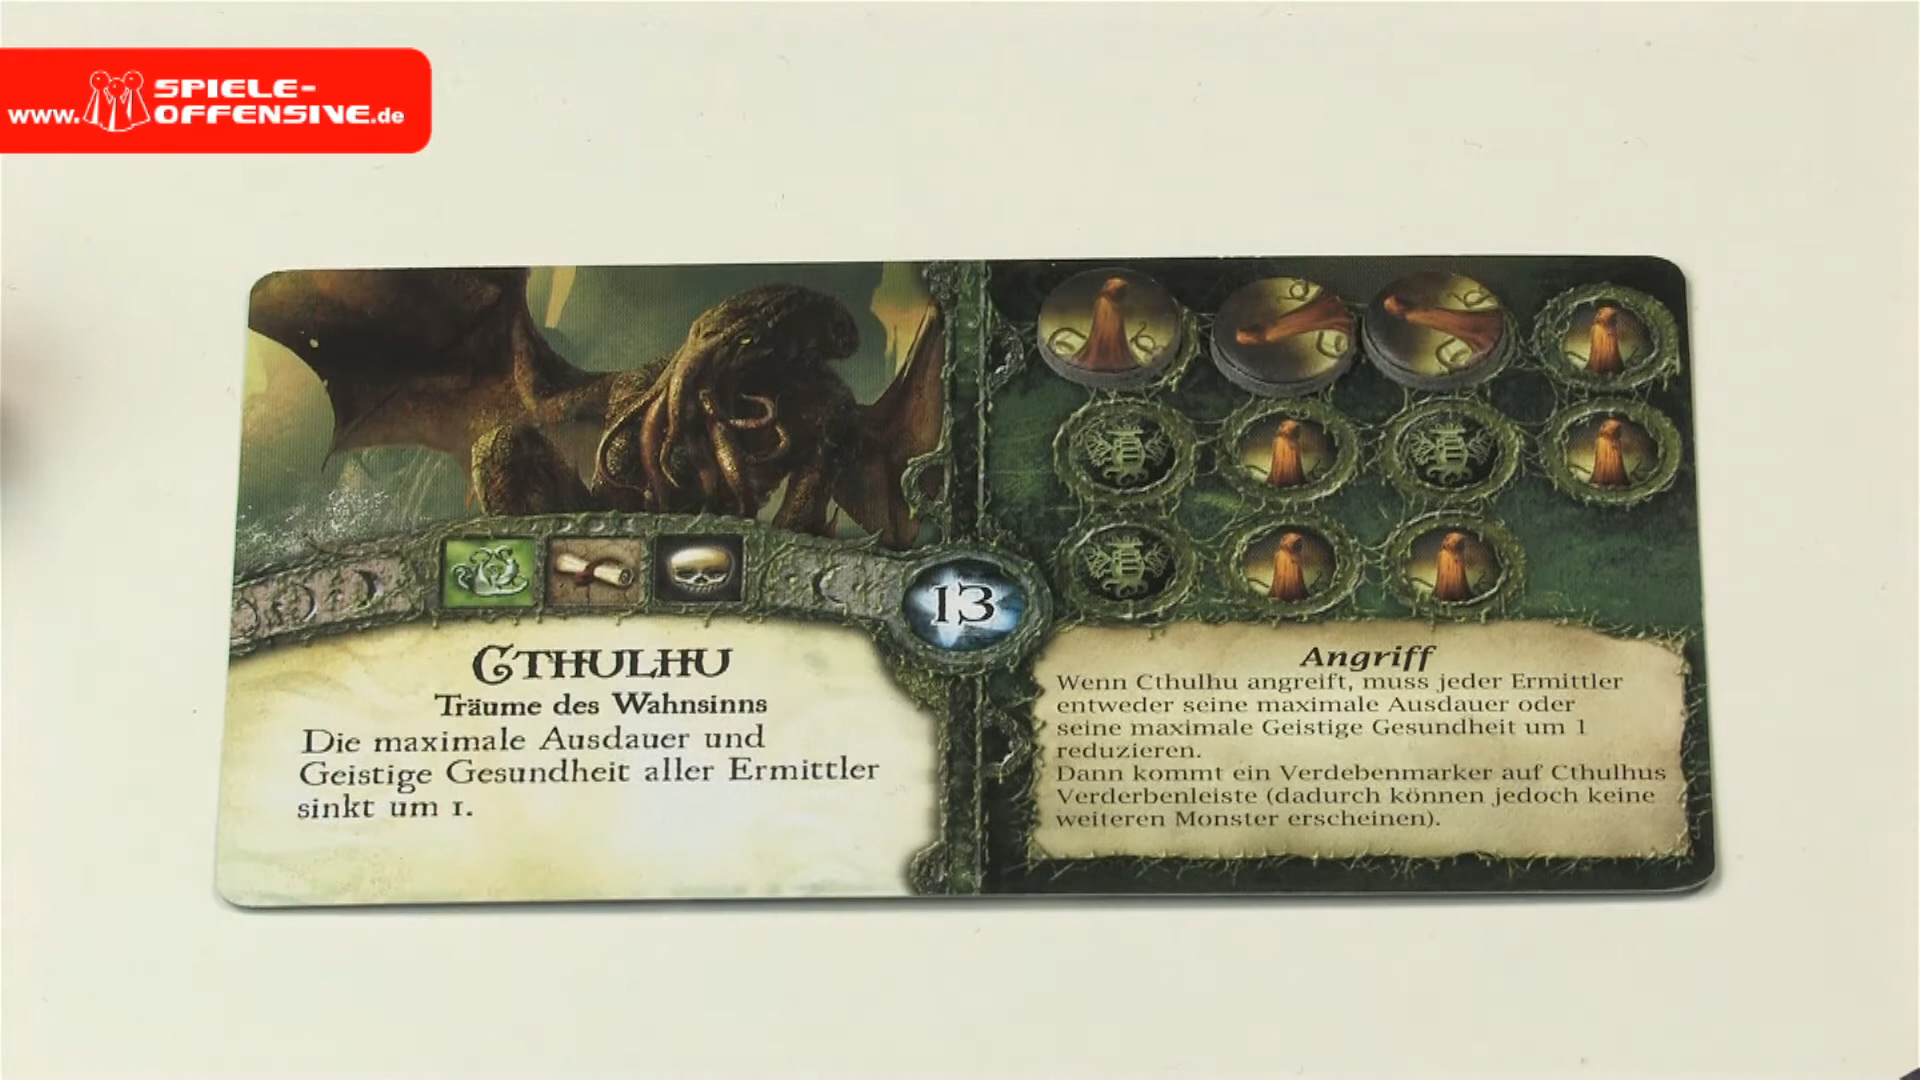 www. SPIELE-
OFFENSIVE.de
13
CTHULHU
Träume des Wahnsinns
Die maximale Ausdauer und
Geistige Gesundheit aller Ermittler
sinkt um 1.
Angriff
Wenn Cthulhu angreift, muss jeder Ermittler
entweder seine maximale Ausdauer oder
seine maximale Geistige Gesundheit um 1
reduzieren.
Dann kommt ein Verdebenmarker auf Cthulhus
Verderbenleiste (dadurch können jedoch keine
weiteren Monster erscheinen).